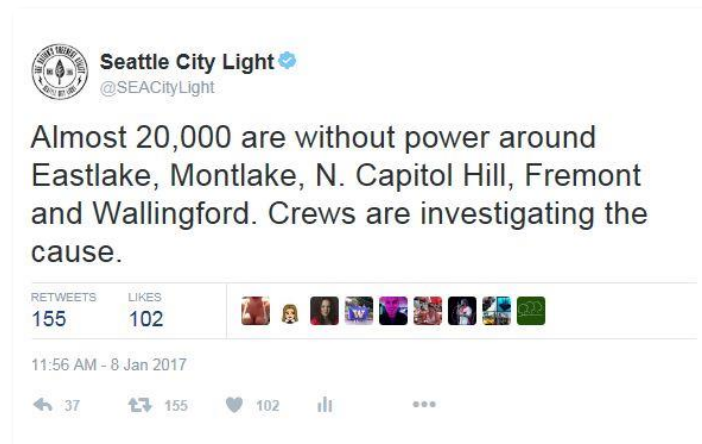 Seattle City Light
@SEACityLight
Almost 20,000 are without power around
Eastlake, Montlake, N. Capitol Hill, Fremont
and Wallingford. Crews are investigating the
cause.
RETWEETS LIKES
155 102
W
11:56 AM - 8 Jan 2017
37 155 102